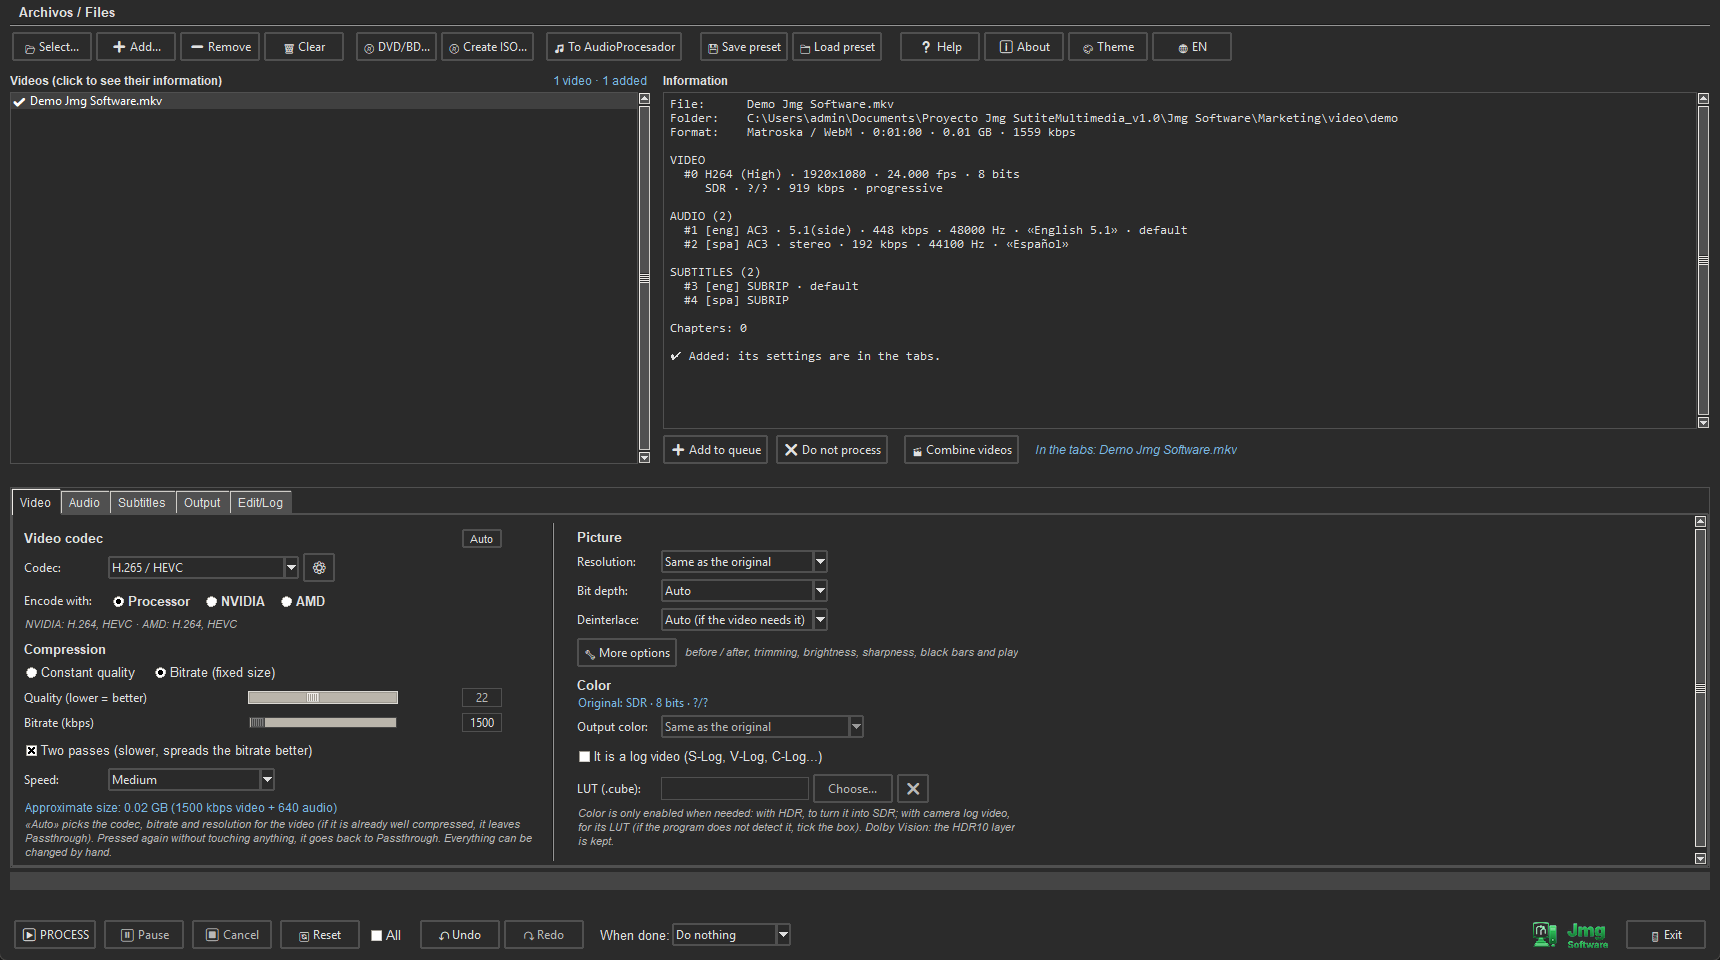 Archivos / Files
Select... Add... Remove Clear DVD/BD... Create ISO... To AudioProcesador Save preset Load preset ? Help About Theme EN
Videos (click to see their information) 1 video · 1 added
Demo Jmg Software.mkv
Information
File: Demo Jmg Software.mkv
Folder: C:\Users\admin\Documents\Proyecto Jmg SutiteMultimedia_v1.0\Jmg Software\Marketing\video\demo
Format: Matroska / WebM · 0:01:00 · 0.01 GB · 1559 kbps
VIDEO
#0 H264 (High) · 1920x1080 · 24.000 fps · 8 bits
SDR · ?/? · 919 kbps · progressive
AUDIO (2)
#1 [eng] AC3 · 5.1(side) · 448 kbps · 48000 Hz · «English 5.1» · default
#2 [spa] AC3 · stereo · 192 kbps · 44100 Hz · «Español»
SUBTITLES (2)
#3 [eng] SUBRIP · default
#4 [spa] SUBRIP
Chapters: 0
✔ Added: its settings are in the tabs.
Add to queue Do not process Combine videos In the tabs: Demo Jmg Software.mkv
Video Audio Subtitles Output Edit/Log
Video codec Auto
Codec: H.265 / HEVC
Encode with: Processor NVIDIA AMD
NVIDIA: H.264, HEVC · AMD: H.264, HEVC
Compression
Constant quality Bitrate (fixed size)
Quality (lower = better) 22
Bitrate (kbps) 1500
Two passes (slower, spreads the bitrate better)
Speed: Medium
Approximate size: 0.02 GB (1500 kbps video + 640 audio)
«Auto» picks the codec, bitrate and resolution for the video (if it is already well compressed, it leaves
Passthrough). Pressed again without touching anything, it goes back to Passthrough. Everything can be
changed by hand.
Picture
Resolution: Same as the original
Bit depth: Auto
Deinterlace: Auto (if the video needs it)
More options before / after, trimming, brightness, sharpness, black bars and play
Color
Original: SDR · 8 bits · ?/?
Output color: Same as the original
It is a log video (S-Log, V-Log, C-Log...)
LUT (.cube): Choose...
Color is only enabled when needed: with HDR, to turn it into SDR; with camera log video,
for its LUT (if the program does not detect it, tick the box). Dolby Vision: the HDR10 layer
is kept.
PROCESS Pause Cancel Reset All Undo Redo When done: Do nothing
Jmg
Software
Exit